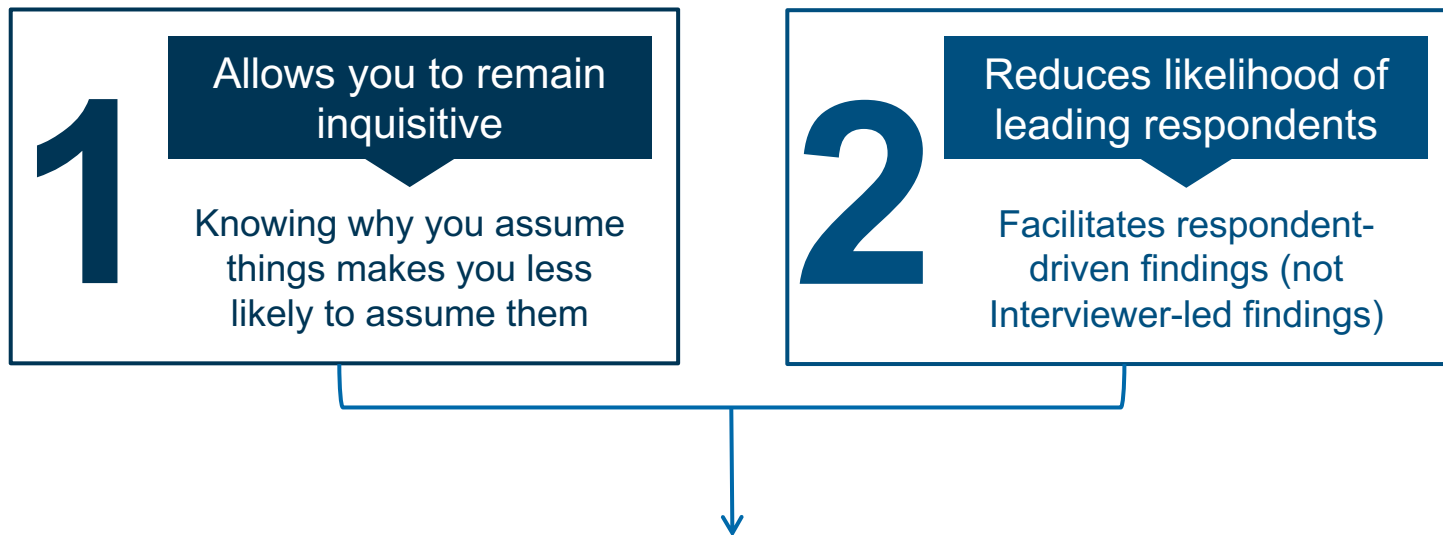 1
Allows you to remain
inquisitive
Knowing why you assume
things makes you less
likely to assume them
2
Reduces likelihood of
leading respondents
Facilitates respondent-
driven findings (not
Interviewer-led findings)